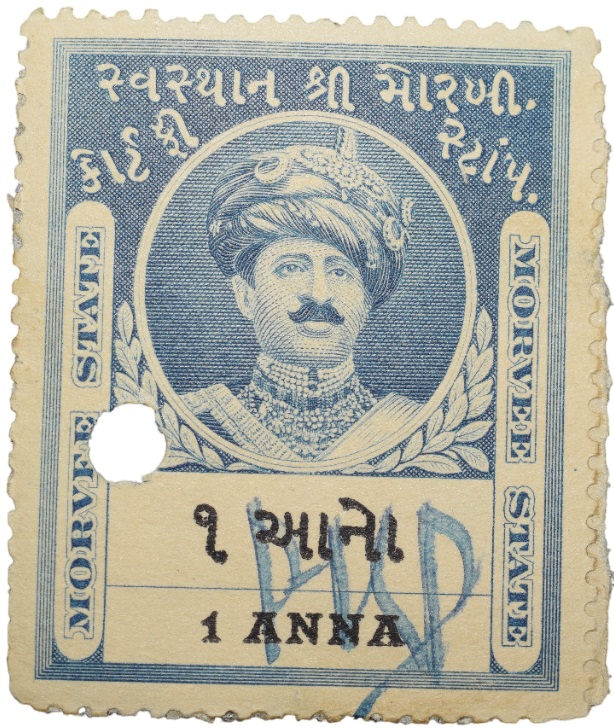 સ્વસ્થાન શ્રી મોરબી.
કોર્ટ ફી સ્ટાંપ.
MORVEE STATE
MORVEE STATE
૧ આનો
1 ANNA